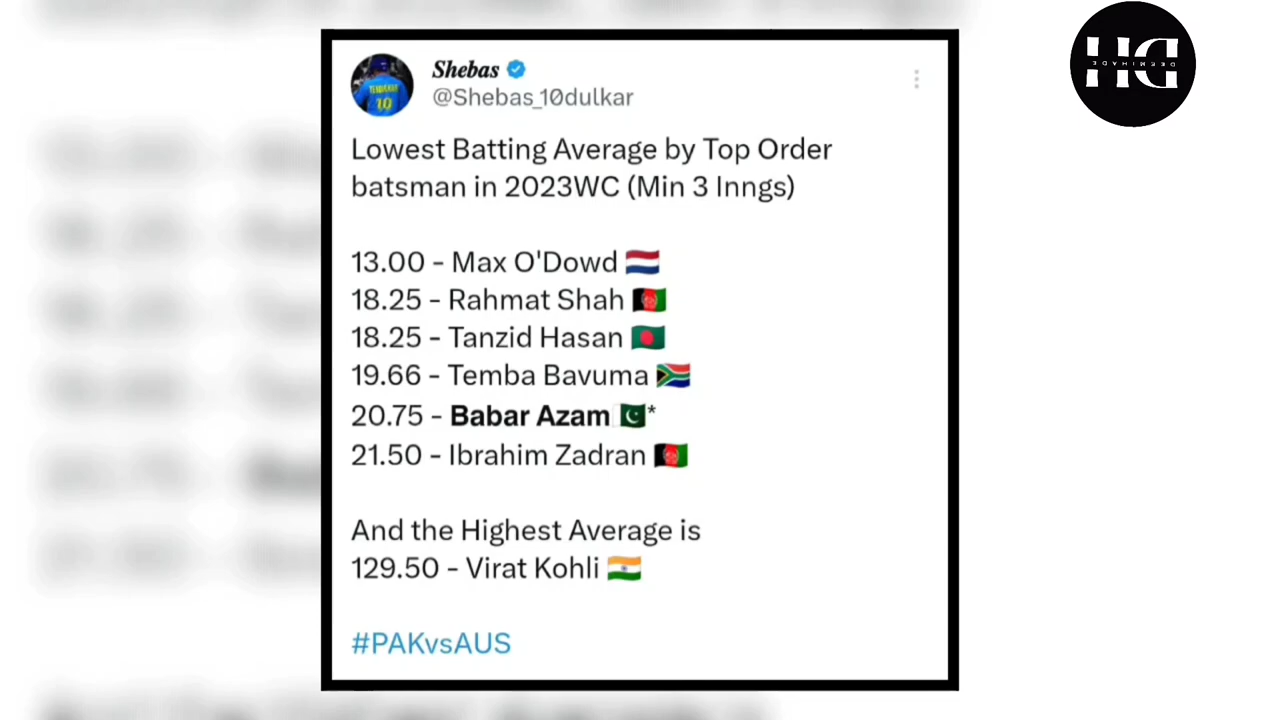 Shebas
@Shebas_10dulkar
Lowest Batting Average by Top Order
batsman in 2023WC (Min 3 Inngs)
13.00 - Max O'Dowd 🇳🇱
18.25 - Rahmat Shah 🇦🇫
18.25 - Tanzid Hasan 🇧🇩
19.66 - Temba Bavuma 🇿🇦
20.75 - Babar Azam🇵🇰*
21.50 - Ibrahim Zadran 🇦🇫
And the Highest Average is
129.50 - Virat Kohli 🇮🇳
#PAKvsAUS